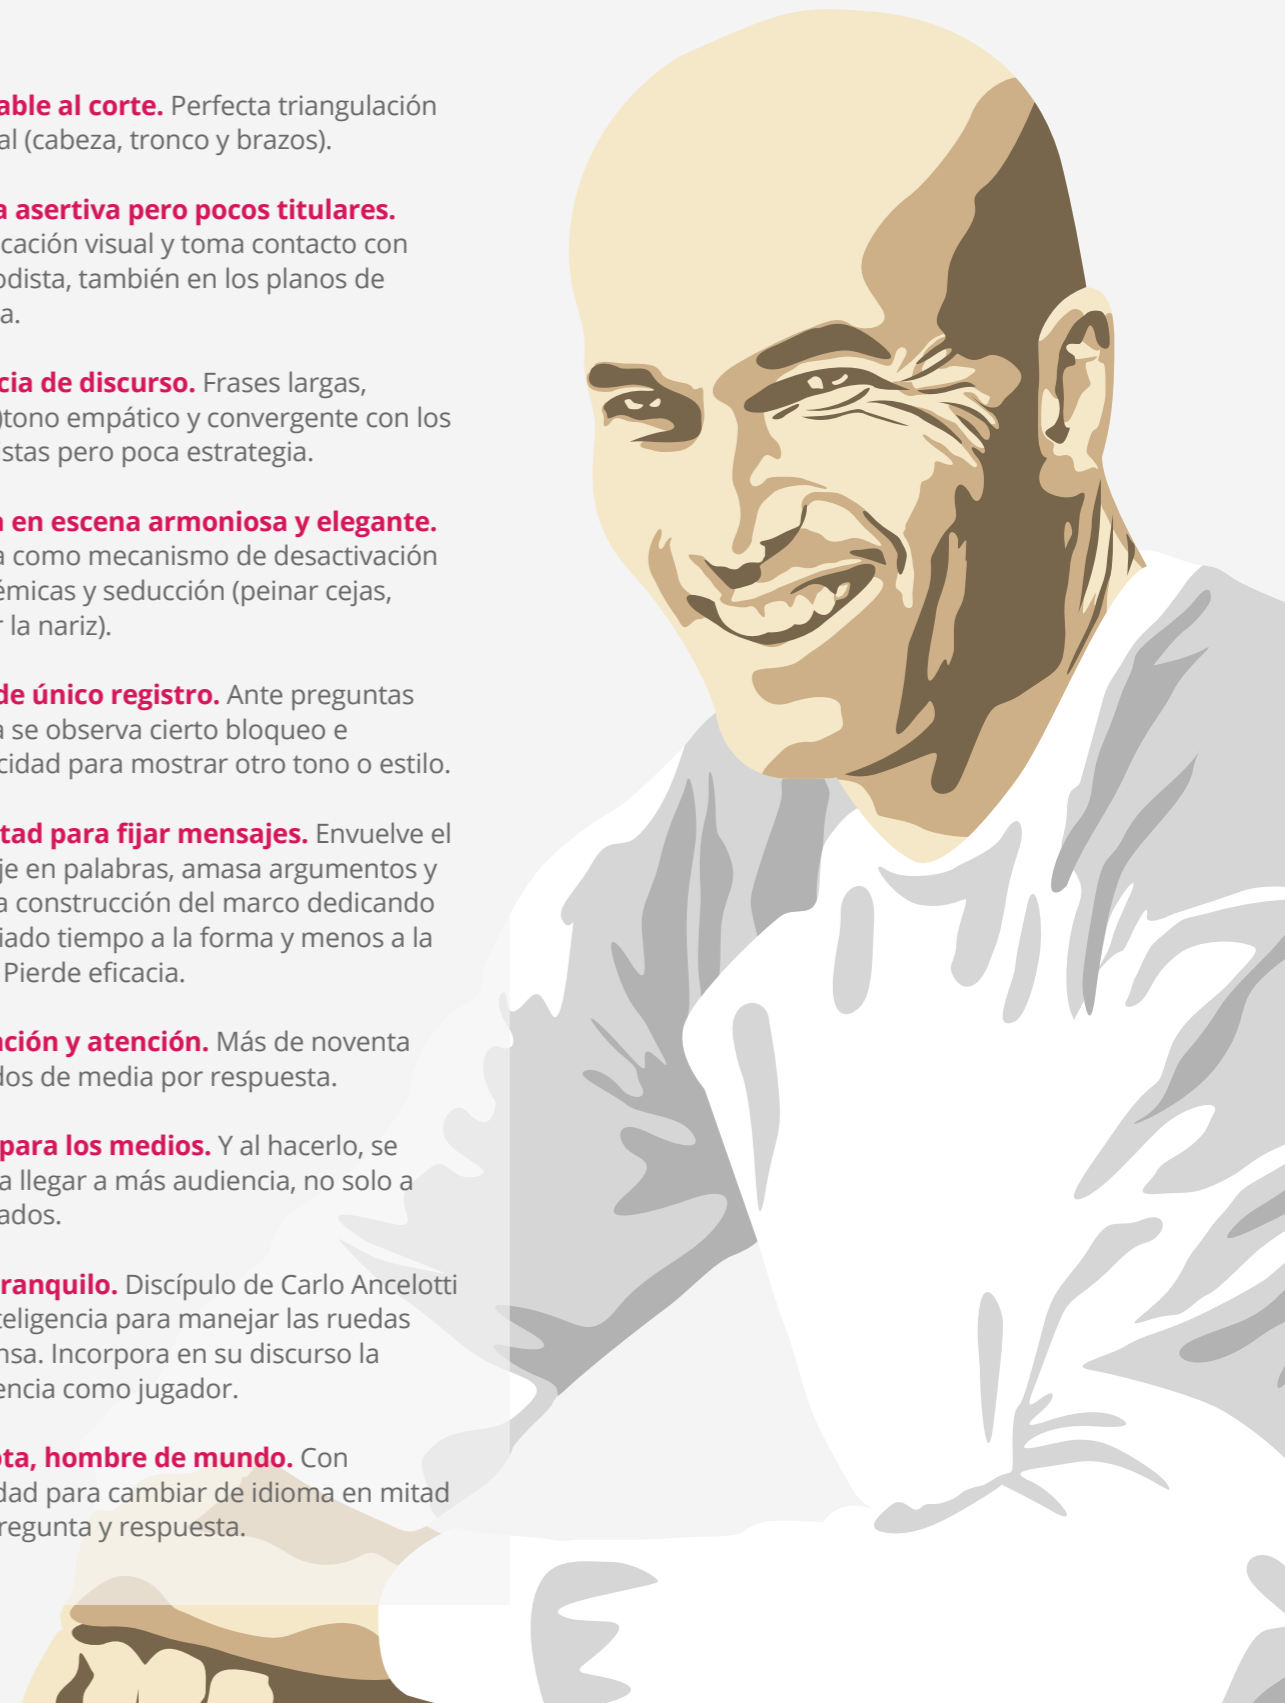 able al corte. Perfecta triangulación
al (cabeza, tronco y brazos).
a asertiva pero pocos titulares.
cación visual y toma contacto con
odista, también en los planos de
a.
cia de discurso. Frases largas,
)tono empático y convergente con los
istas pero poca estrategia.
n en escena armoniosa y elegante.
a como mecanismo de desactivación
émicas y seducción (peinar cejas,
r la nariz).
de único registro. Ante preguntas
a se observa cierto bloqueo e
cidad para mostrar otro tono o estilo.
tad para fijar mensajes. Envuelve el
je en palabras, amasa argumentos y
a construcción del marco dedicando
iado tiempo a la forma y menos a la
Pierde eficacia.
ación y atención. Más de noventa
dos de media por respuesta.
para los medios. Y al hacerlo, se
a llegar a más audiencia, no solo a
ados.
ranquilo. Discípulo de Carlo Ancelotti
teligencia para manejar las ruedas
nsa. Incorpora en su discurso la
encia como jugador.
ota, hombre de mundo. Con
dad para cambiar de idioma en mitad
regunta y respuesta.